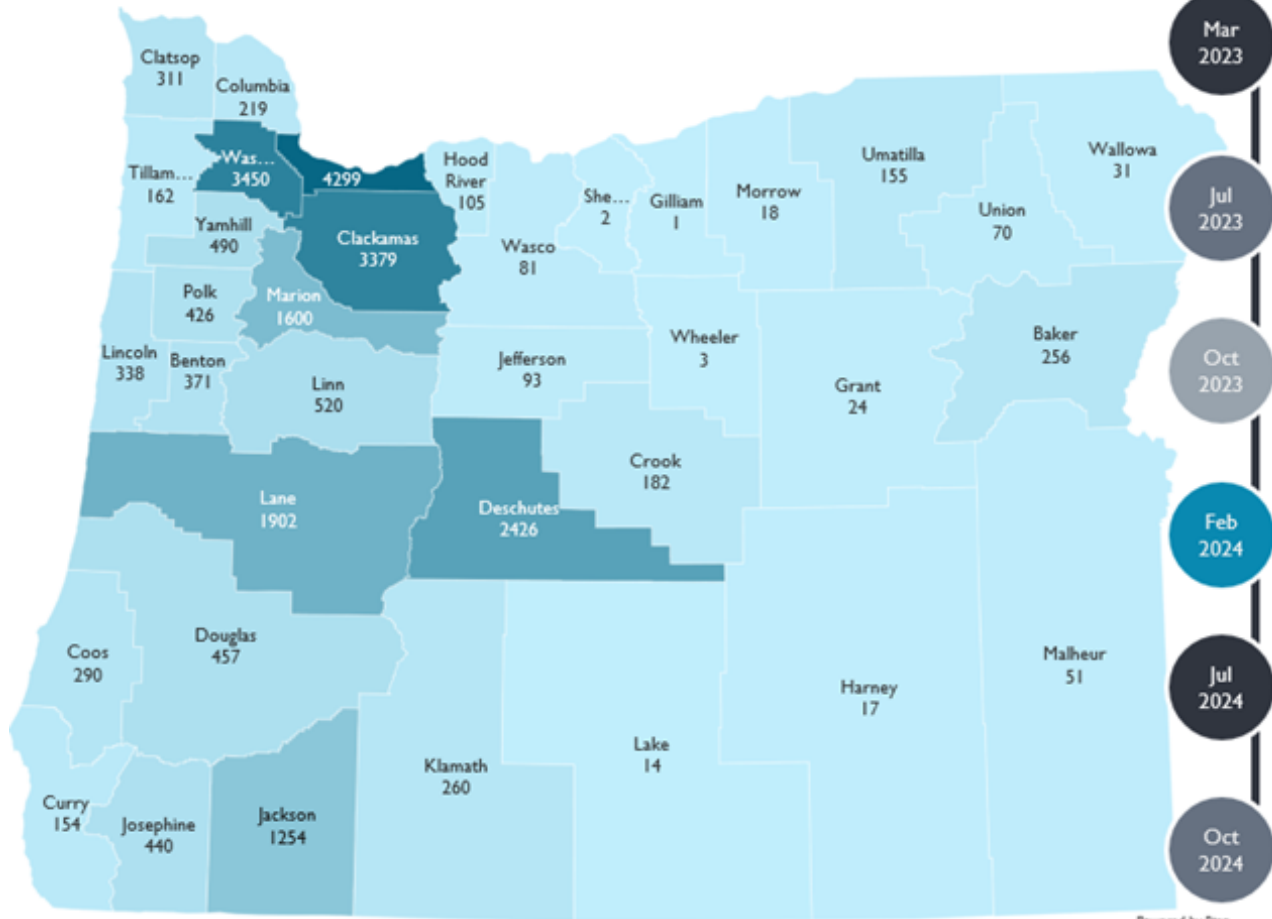 Clatsop
311
Columbia
219
Was...
3450
4299
Tillam...
162
Yamhill
490
Clackamas
3379
Hood
River
105
Wasco
81
She...
2
Gilliam
1
Morrow
18
Umatilla
155
Union
70
Wallowa
31
Polk
426
Marion
1600
Lincoln
338
Benton
371
Linn
520
Jefferson
93
Wheeler
3
Grant
24
Baker
256
Crook
182
Lane
1902
Deschutes
2426
Coos
290
Douglas
457
Harney
17
Malheur
51
Lake
14
Klamath
260
Curry
154
Josephine
440
Jackson
1254
Mar
2023
Jul
2023
Oct
2023
Feb
2024
Jul
2024
Oct
2024